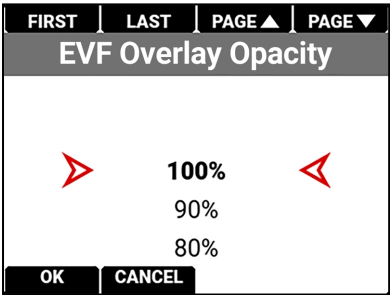 FIRST LAST PAGE▲ PAGE▼
EVF Overlay Opacity
100%
90%
80%
OK CANCEL